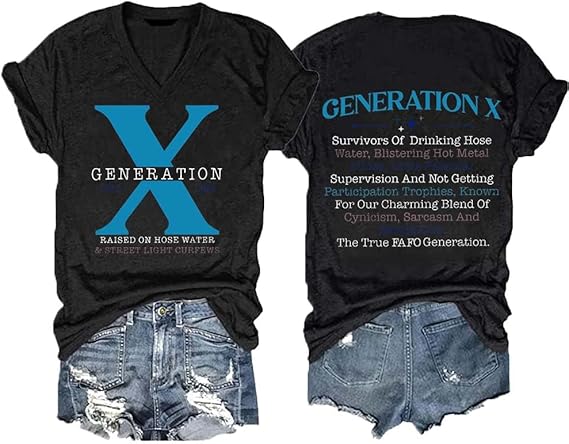 X
GENERATION
RAISED ON HOSE WATER
& STREET LIGHT CURFEWS
GENERATION X
Survivors Of Drinking Hose
Water, Blistering Hot Metal
Supervision And Not Getting
Participation Trophies, Known
For Our Charming Blend Of
Cynicism, Sarcasm And
The True FAFO Generation.